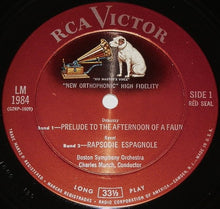 RCA VICTOR
"HIS MASTER'S VOICE"
"NEW ORTHOPHONIC" HIGH FIDELITY
LM
1984
SIDE 1
RED SEAL
Debussy
Band 1—PRELUDE TO THE AFTERNOON OF A FAUN
Ravel
Band 2—RAPSODIE ESPAGNOLE
Boston Symphony Orchestra
Charles Munch, Conductor
LONG 33⅓ PLAY